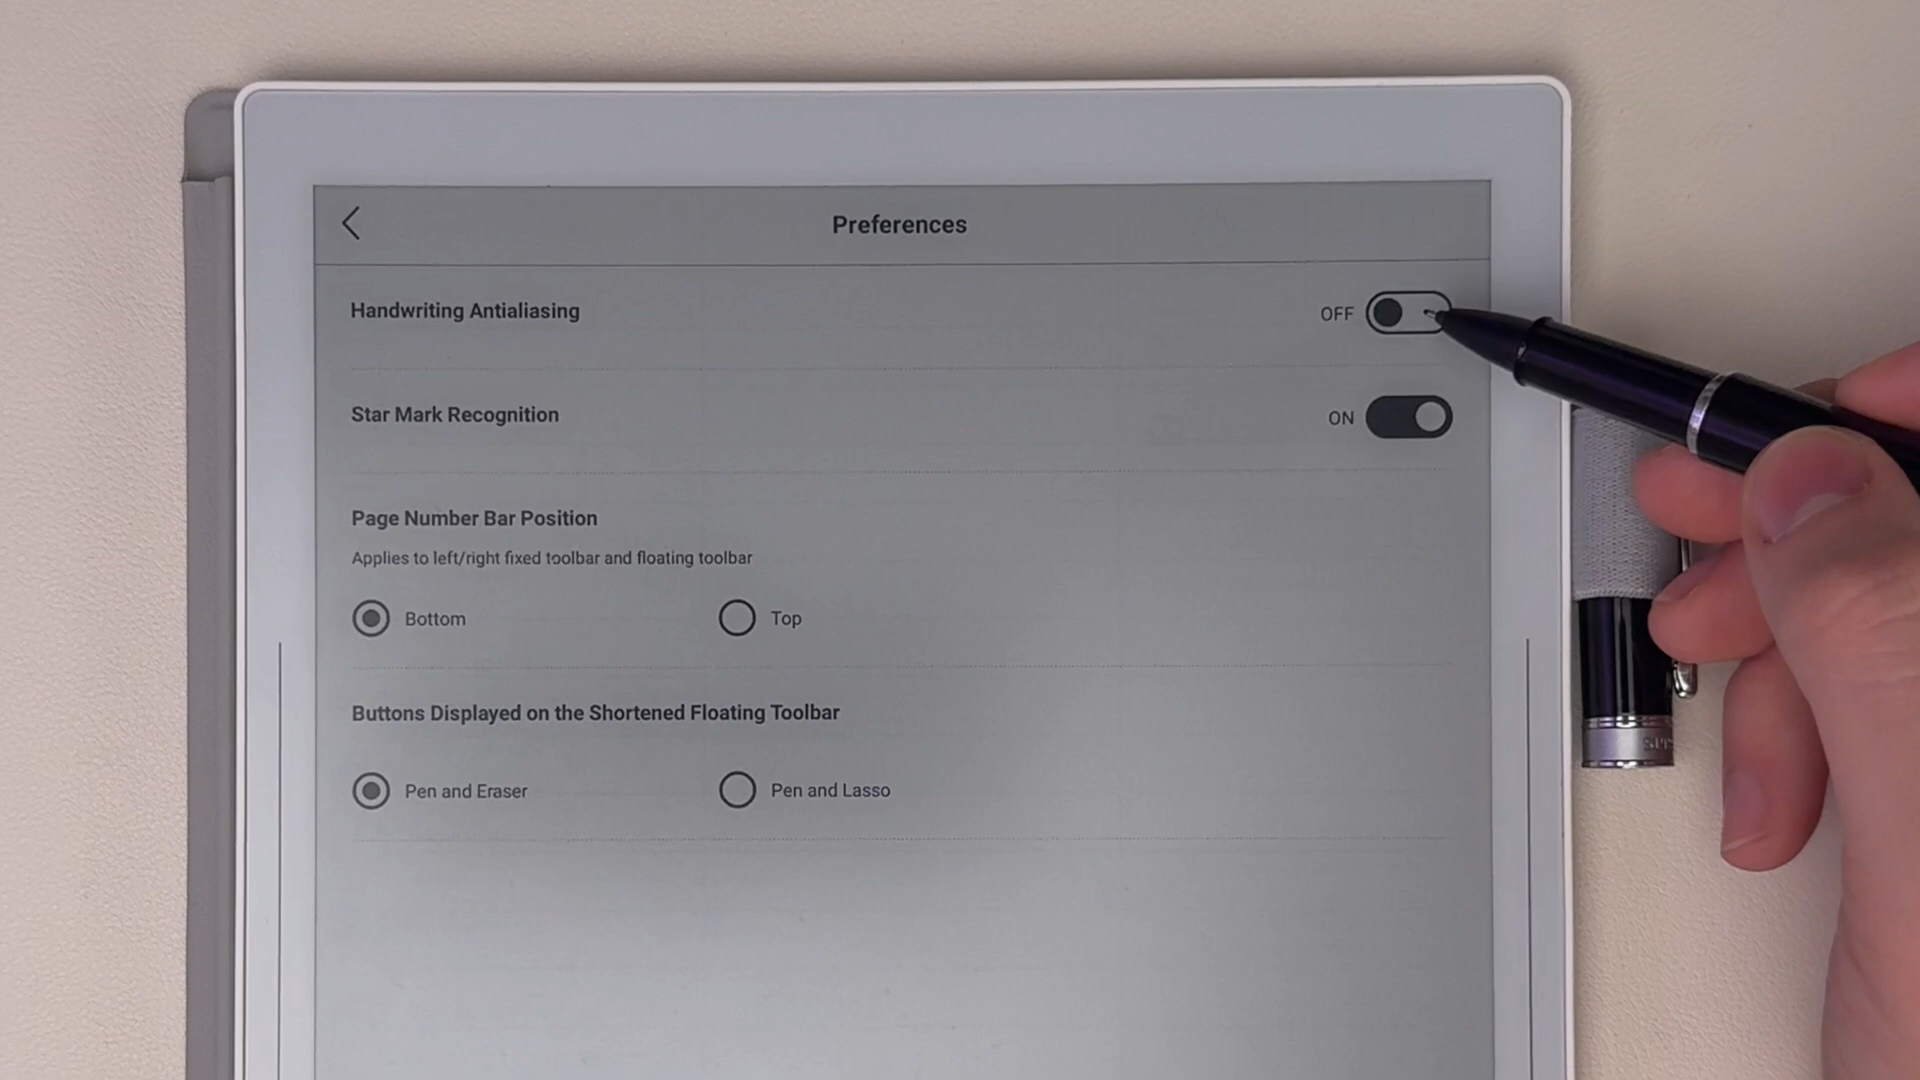 Preferences
Handwriting Antialiasing
OFF
Star Mark Recognition
ON
Page Number Bar Position
Applies to left/right fixed toolbar and floating toolbar
Bottom
Top
Buttons Displayed on the Shortened Floating Toolbar
Pen and Eraser
Pen and Lasso